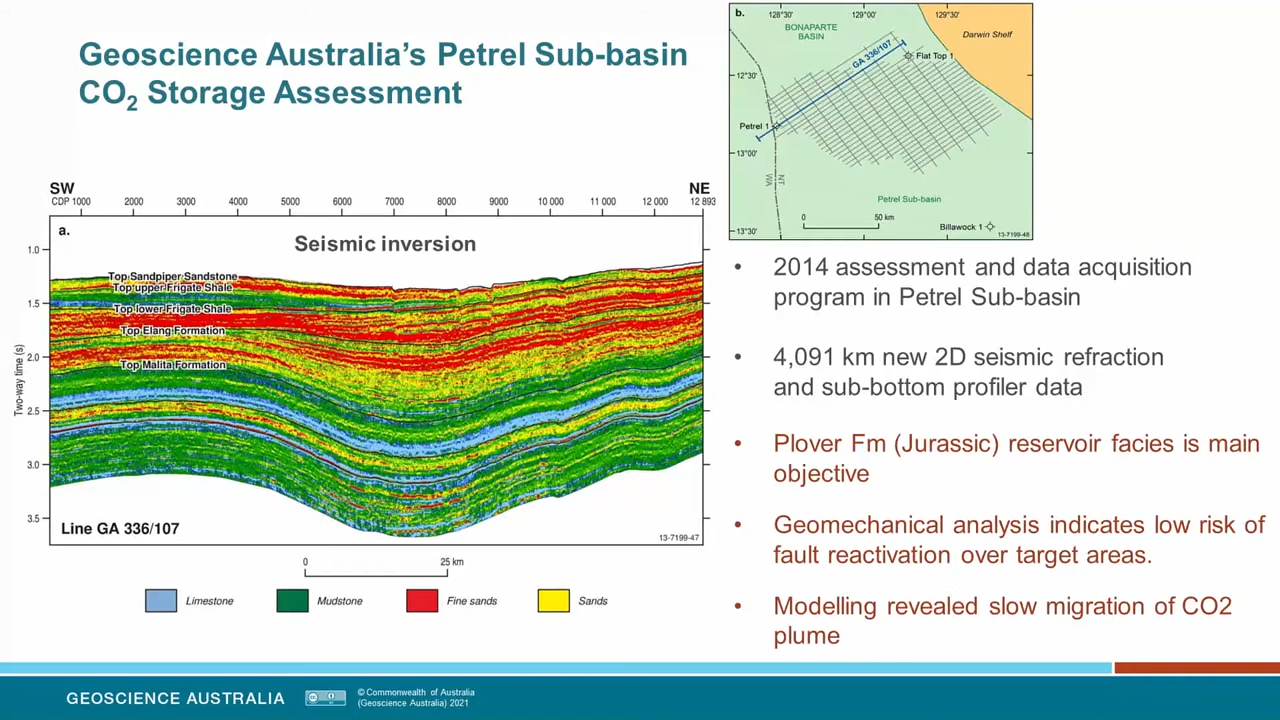 Geoscience Australia’s Petrel Sub-basin
CO2 Storage Assessment
SW
NE
CDP 1000 2000 3000 4000 5000 6000 7000 8000 9000 10 000 11 000 12 000 12 893
a.
Seismic inversion
Two-way time (s)
1.0
1.5
2.0
2.5
3.0
3.5
Top Sandpiper Sandstone
Top upper Frigate Shale
Top lower Frigate Shale
Top Elang Formation
Top Malita Formation
Line GA 336/107
13-7199-47
0 25 km
Limestone Mudstone Fine sands Sands
b.
128°30' 129°00' 129°30'
BONAPARTE
BASIN
Darwin Shelf
GA 336/107
Flat Top 1
12°30'
Petrel 1
13°00'
WA NT
Petrel Sub-basin
0 50 km
Billawock 1
13°30'
13-7199-48
• 2014 assessment and data acquisition
program in Petrel Sub-basin
• 4,091 km new 2D seismic refraction
and sub-bottom profiler data
• Plover Fm (Jurassic) reservoir facies is main
objective
• Geomechanical analysis indicates low risk of
fault reactivation over target areas.
• Modelling revealed slow migration of CO2
plume
GEOSCIENCE AUSTRALIA
© Commonwealth of Australia
(Geoscience Australia) 2021